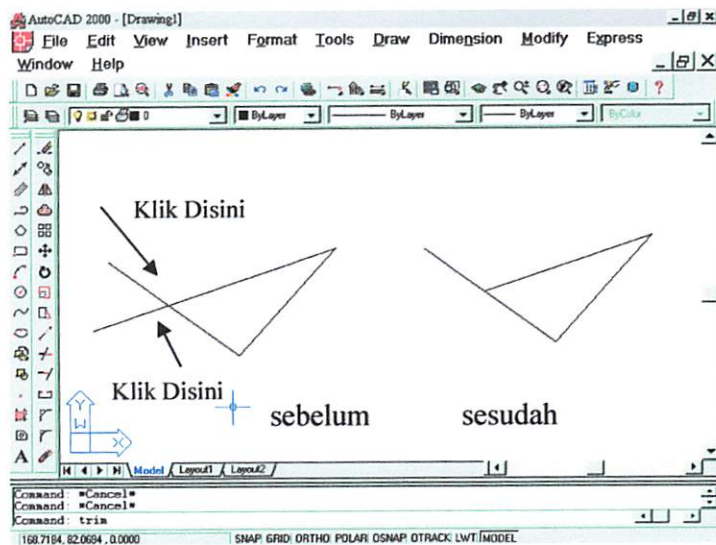 AutoCAD 2000 - [Drawing1]
File Edit View Insert Format Tools Draw Dimension Modify Express
Window Help
0 ByLayer ByLayer ByLayer ByColor
Klik Disini
Klik Disini
Y
W
X
sebelum sesudah
A
Model Layout1 Layout2
Command: *Cancel*
Command: *Cancel*
Command: trim
168.7184, 82.0684 , 0.0000 SNAP GRID ORTHO POLAR OSNAP OTRACK LWT MODEL